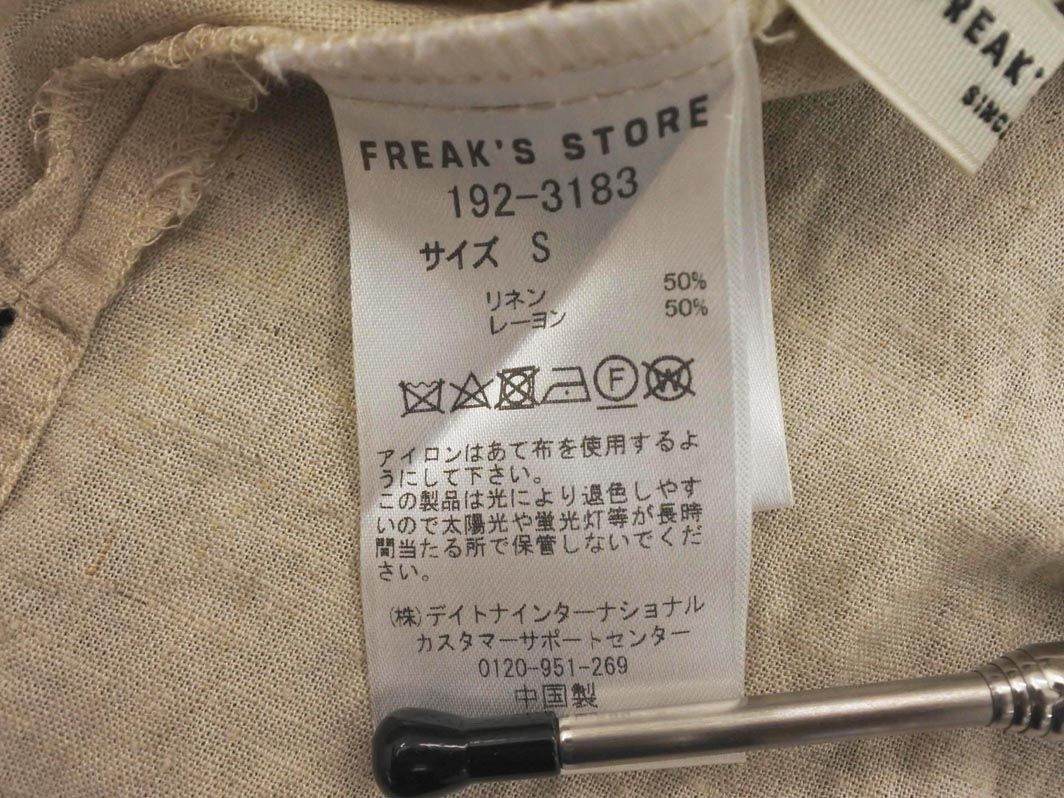 FREAK'S STORE
192-3183
サイズ S
リネン 50%
レーヨン 50%
F W
アイロンはあて布を使用するよ
うにして下さい。
この製品は光により退色しやす
いので太陽光や蛍光灯等が長時
間当たる所で保管しないでくだ
さい。
(株)デイトナインターナショナル
カスタマーサポートセンター
0120-951-269
中国製
FREAK'